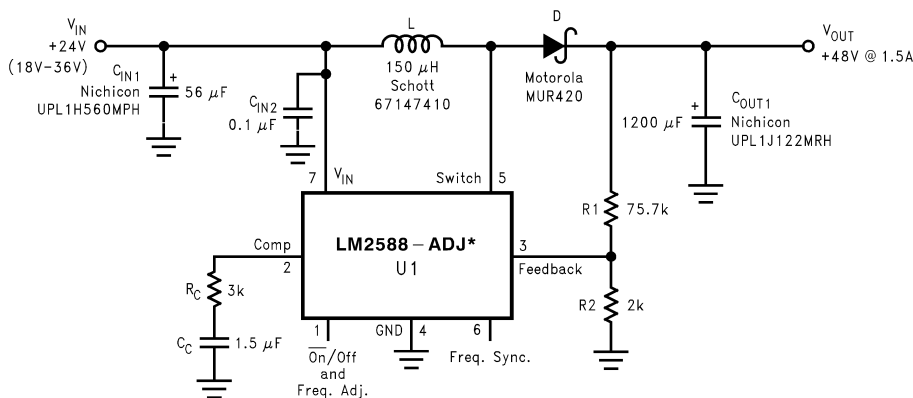 V_IN
+24V
(18V-36V)
C_IN1
Nichicon
UPL1H560MPH
+
56 μF
C_IN2
0.1 μF
L
150 μH
Schott
67147410
D
Motorola
MUR420
V_OUT
+48V @ 1.5A
+
1200 μF
C_OUT1
Nichicon
UPL1J122MRH
7
V_IN
Switch
5
R1
75.7k
LM2588-ADJ*
U1
Comp
2
3
Feedback
R_C
3k
R2
2k
C_C
1.5 μF
1
GND
4
6
On/Off
and
Freq. Adj.
Freq. Sync.